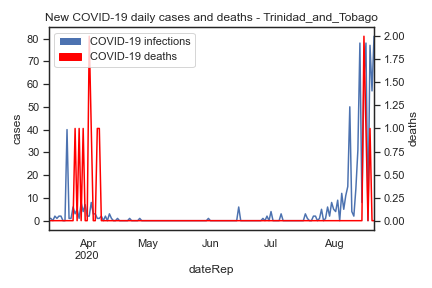 New COVID-19 daily cases and deaths - Trinidad_and_Tobago
COVID-19 infections
COVID-19 deaths
cases
80
70
60
50
40
30
20
10
0
deaths
2.00
1.75
1.50
1.25
1.00
0.75
0.50
0.25
0.00
Apr May Jun Jul Aug
2020
dateRep